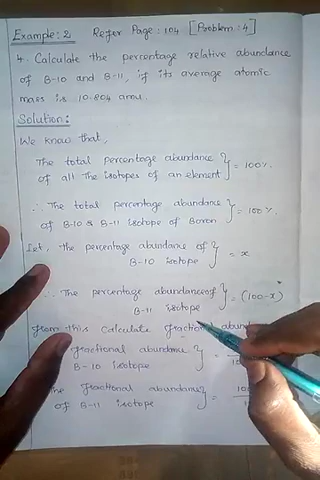 Example: 2 Refer Page: 104 [Problem: 4]
4. Calculate the percentage relative abundance
of B-10 and B-11, if its average atomic
mass is 10.804 amu.
Solution:
We know that,
The total percentage abundance
of all the isotopes of an element } = 100%.
∴ The total percentage abundance
of B-10 & B-11 isotope of Boron } = 100%.
Let, the percentage abundance of
B-10 isotope } = x
∴ The percentage abundance of
B-11 isotope } = (100-x)
From this calculate fraction abund
Fractional abundance
B-10 isotope }
The fractional abundance
of B-11 isotope }